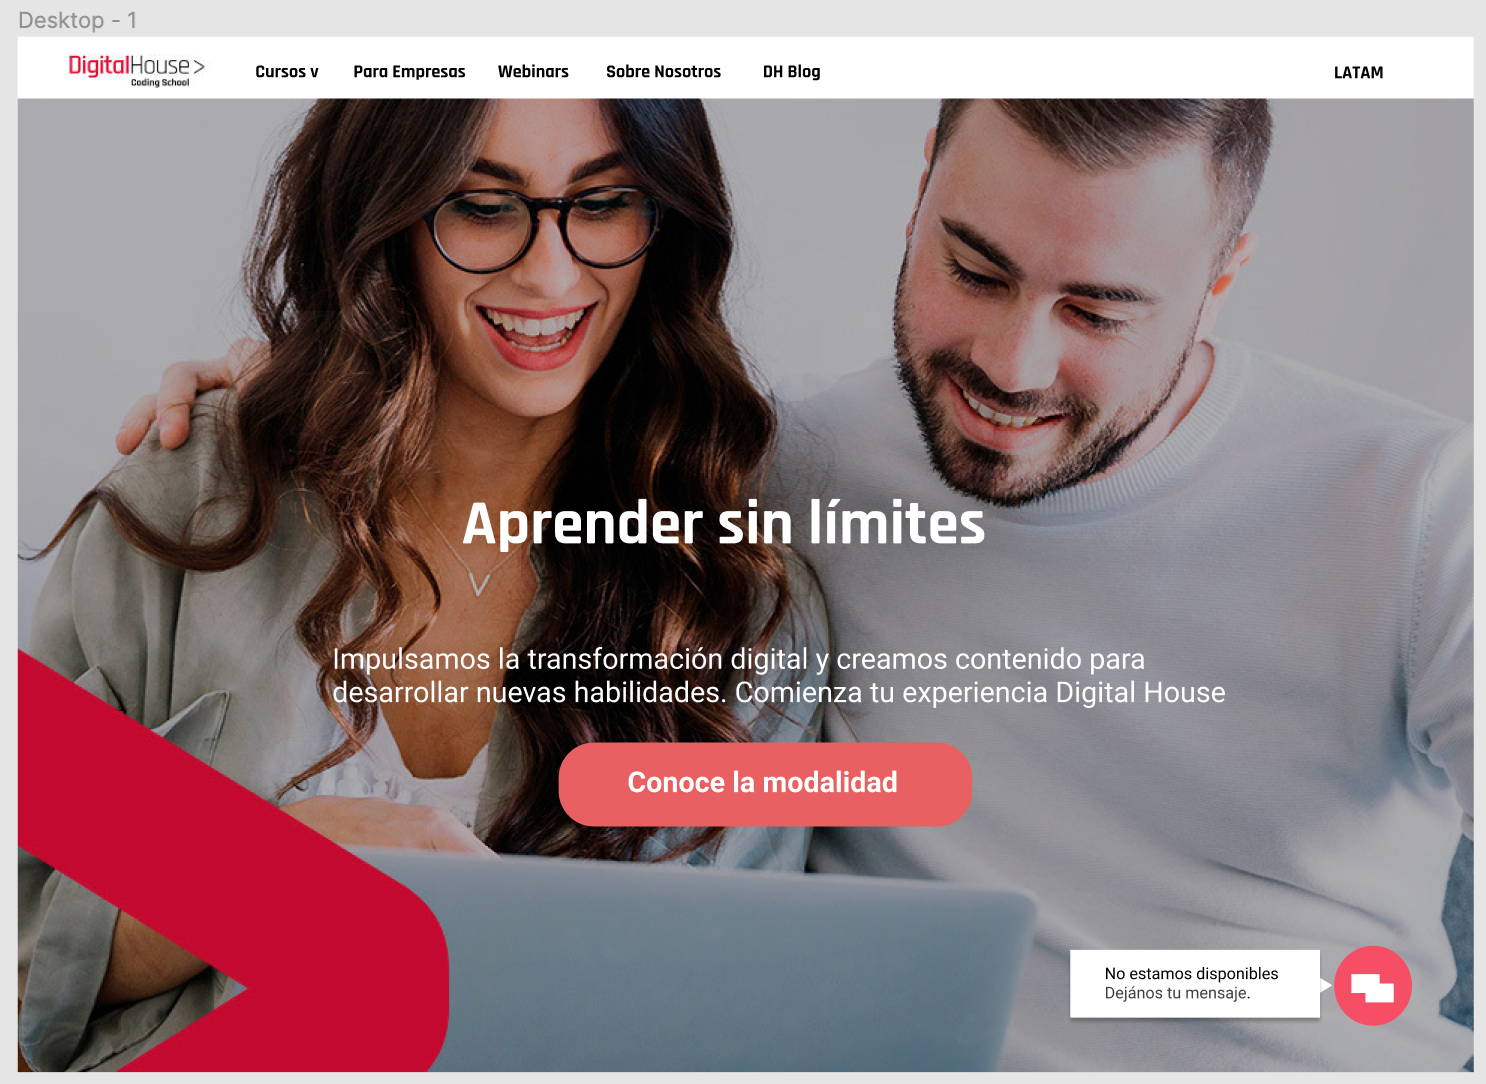 Desktop - 1
DigitalHouse >
Coding School
Cursos v
Para Empresas
Webinars
Sobre Nosotros
DH Blog
LATAM
Aprender sin límites
Impulsamos la transformación digital y creamos contenido para
desarrollar nuevas habilidades. Comienza tu experiencia Digital House
Conoce la modalidad
No estamos disponibles
Dejános tu mensaje.